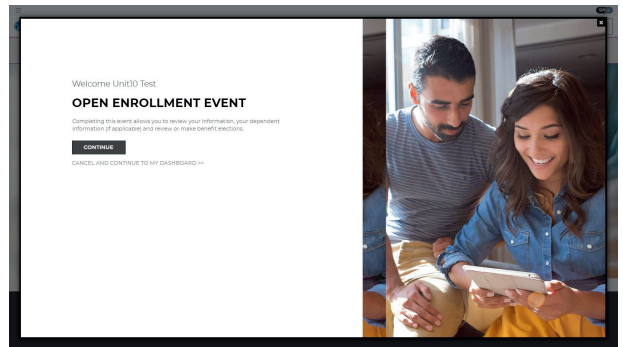 Welcome Unit10 Test
OPEN ENROLLMENT EVENT
Completing this event allows you to review your information, your dependent
information (if applicable) and review or make benefit elections.
CONTINUE
CANCEL AND CONTINUE TO MY DASHBOARD >>